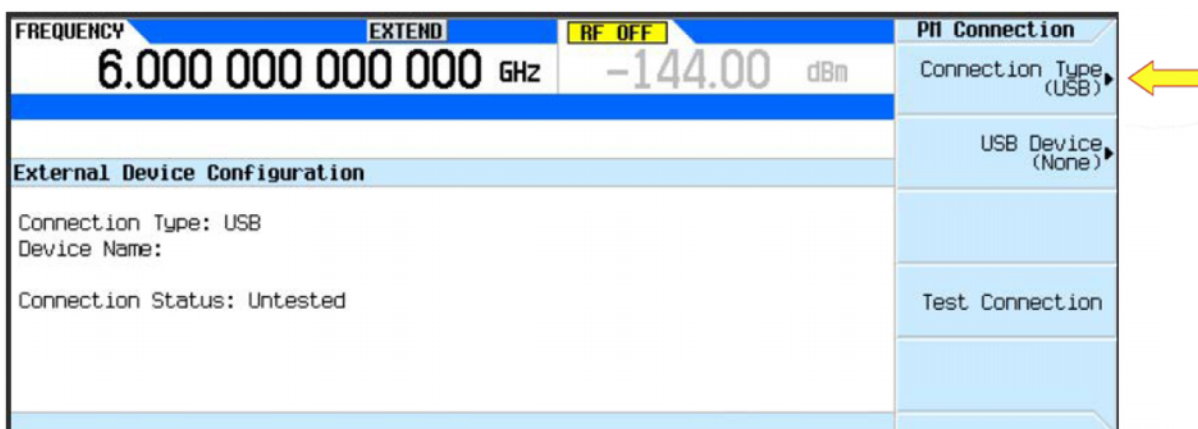 FREQUENCY EXTEND RF OFF PM Connection
6.000 000 000 000 GHz -144.00 dBm
Connection Type
(USB)
USB Device
(None)
External Device Configuration
Connection Type: USB
Device Name:
Connection Status: Untested
Test Connection